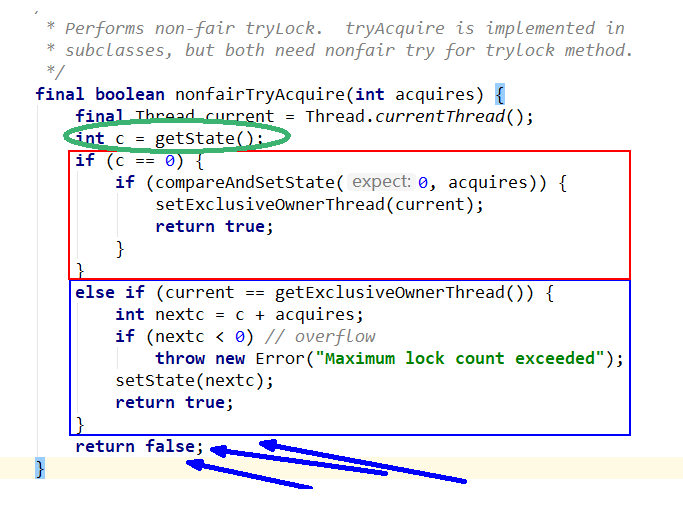 * Performs non-fair tryLock.  tryAcquire is implemented in
* subclasses, but both need nonfair try for trylock method.
*/
final boolean nonfairTryAcquire(int acquires) {
    final Thread current = Thread.currentThread();
    int c = getState();
    if (c == 0) {
        if (compareAndSetState( expect: 0, acquires)) {
            setExclusiveOwnerThread(current);
            return true;
        }
    }
    else if (current == getExclusiveOwnerThread()) {
        int nextc = c + acquires;
        if (nextc < 0) // overflow
            throw new Error("Maximum lock count exceeded");
        setState(nextc);
        return true;
    }
    return false;
}